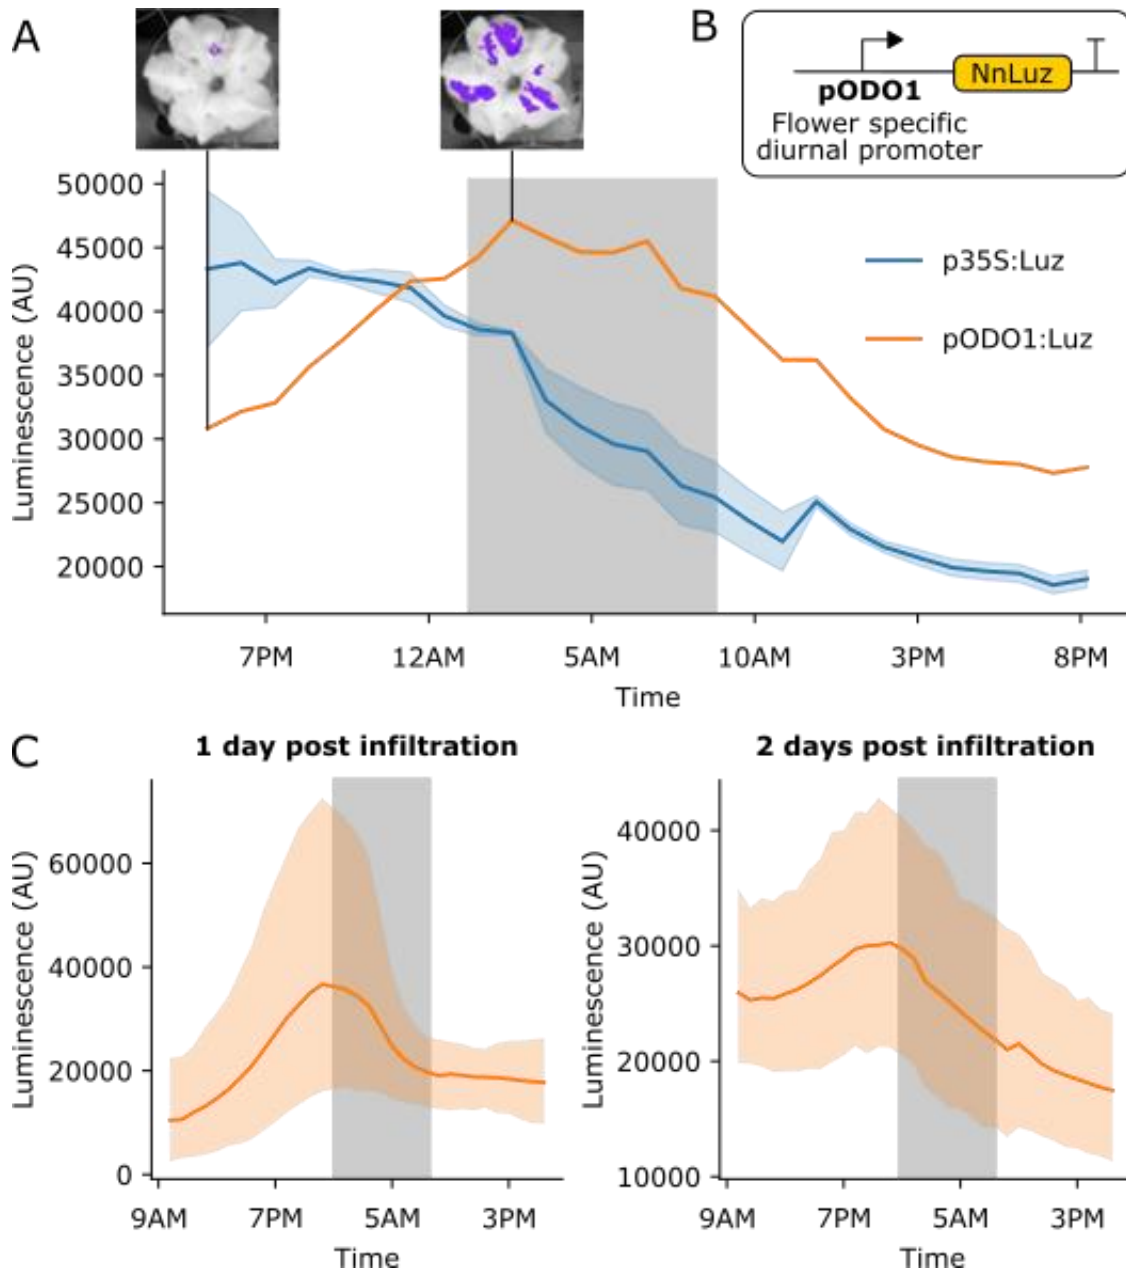 A
B
NnLuz
pODO1
Flower specific
diurnal promoter
50000
45000
40000
35000
30000
25000
20000
Luminescence (AU)
p35S:Luz
pODO1:Luz
7PM 12AM 5AM 10AM 3PM 8PM
Time
C
1 day post infiltration
60000
40000
20000
0
Luminescence (AU)
9AM 7PM 5AM 3PM
Time
2 days post infiltration
40000
30000
20000
10000
Luminescence (AU)
9AM 7PM 5AM 3PM
Time